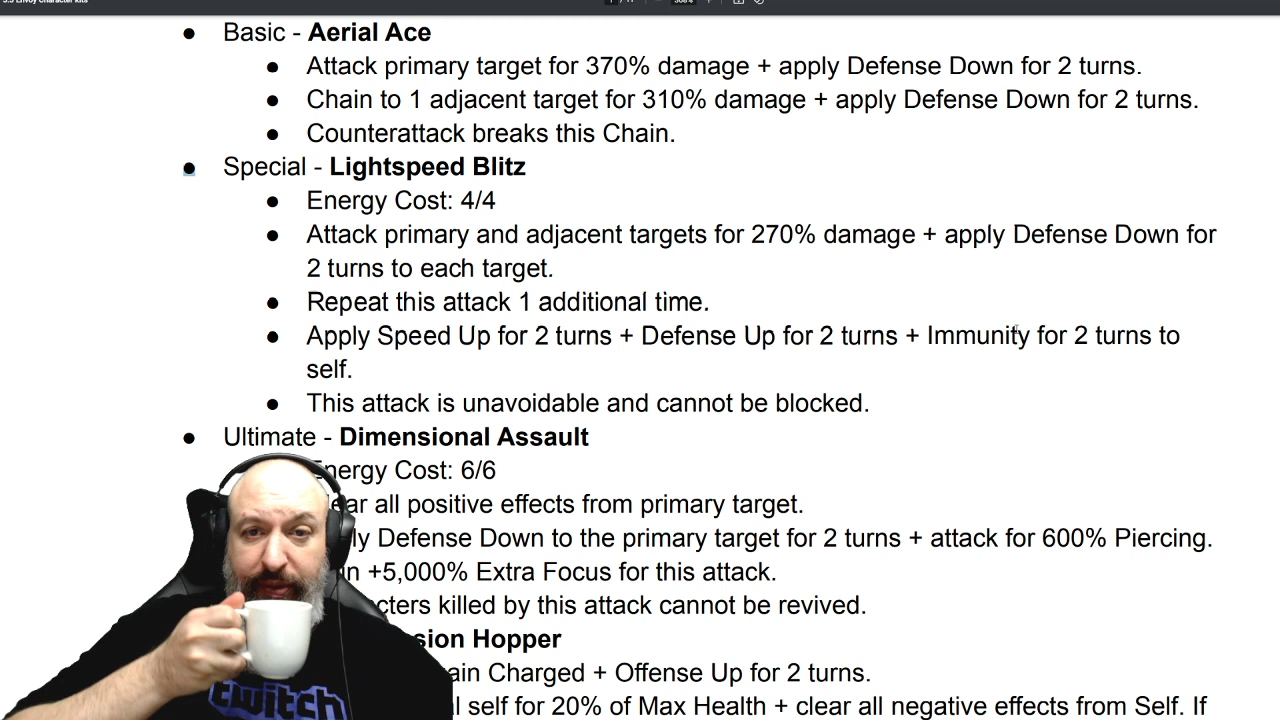 3.3 Envoy Character Kits
Basic - Aerial Ace
Attack primary target for 370% damage + apply Defense Down for 2 turns.
Chain to 1 adjacent target for 310% damage + apply Defense Down for 2 turns.
Counterattack breaks this Chain.
Special - Lightspeed Blitz
Energy Cost: 4/4
Attack primary and adjacent targets for 270% damage + apply Defense Down for
2 turns to each target.
Repeat this attack 1 additional time.
Apply Speed Up for 2 turns + Defense Up for 2 turns + Immunity for 2 turns to
self.
This attack is unavoidable and cannot be blocked.
Ultimate - Dimensional Assault
Energy Cost: 6/6
ear all positive effects from primary target.
ly Defense Down to the primary target for 2 turns + attack for 600% Piercing.
in +5,000% Extra Focus for this attack.
cters killed by this attack cannot be revived.
sion Hopper
ain Charged + Offense Up for 2 turns.
l self for 20% of Max Health + clear all negative effects from Self. If
twitch